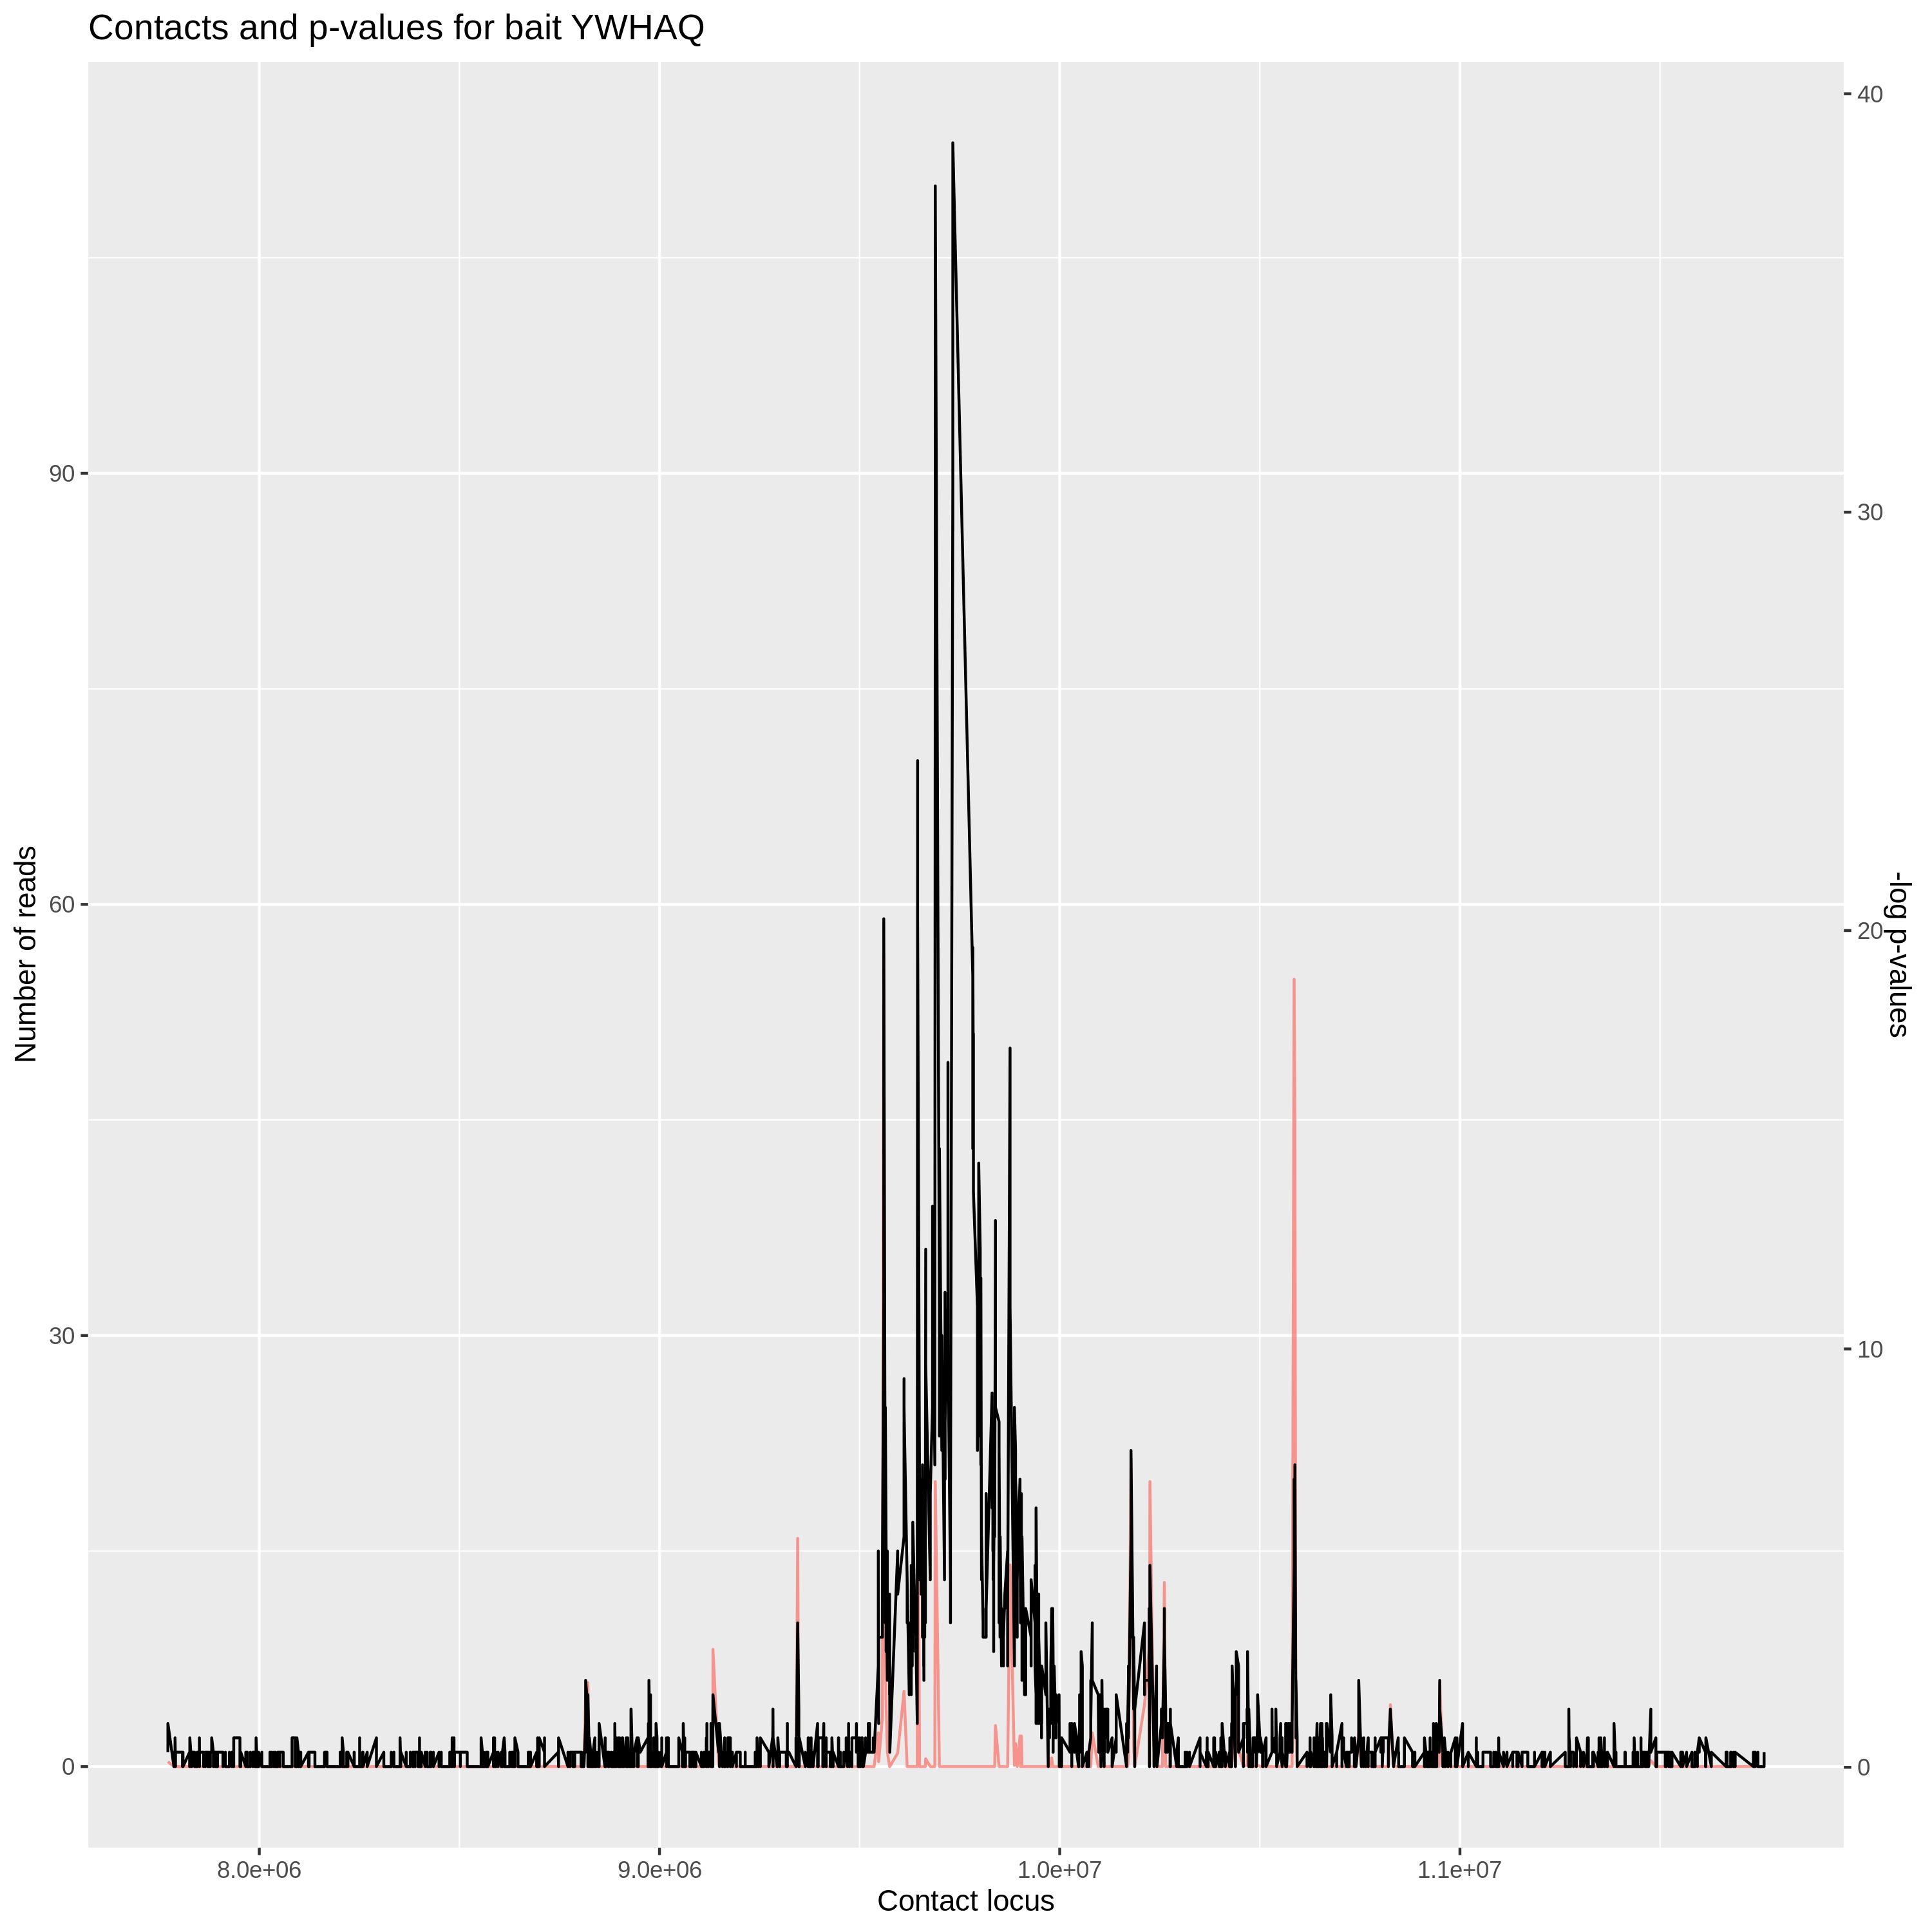 Contacts and p-values for bait YWHAQ
40
90
30
60
20
30
10
0
0
Number of reads
-log p-values
8.0e+06
9.0e+06
1.0e+07
1.1e+07
Contact locus